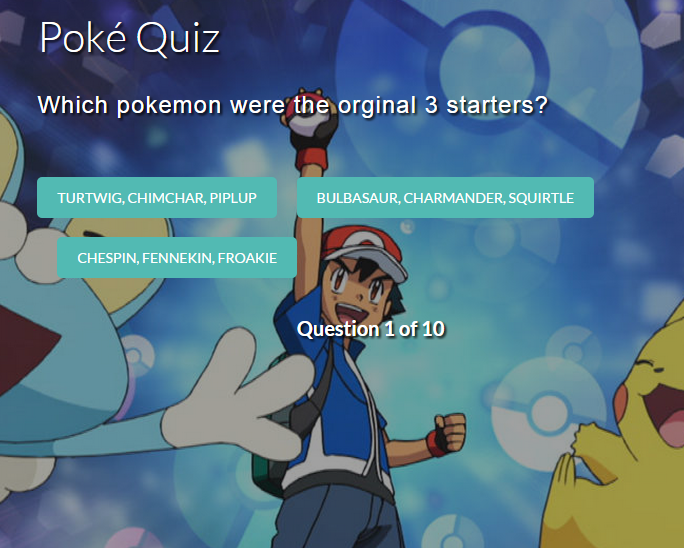 Poké Quiz
Which pokemon were the orginal 3 starters?
TURTWIG, CHIMCHAR, PIPLUP
BULBASAUR, CHARMANDER, SQUIRTLE
CHESPIN, FENNEKIN, FROAKIE
Question 1 of 10